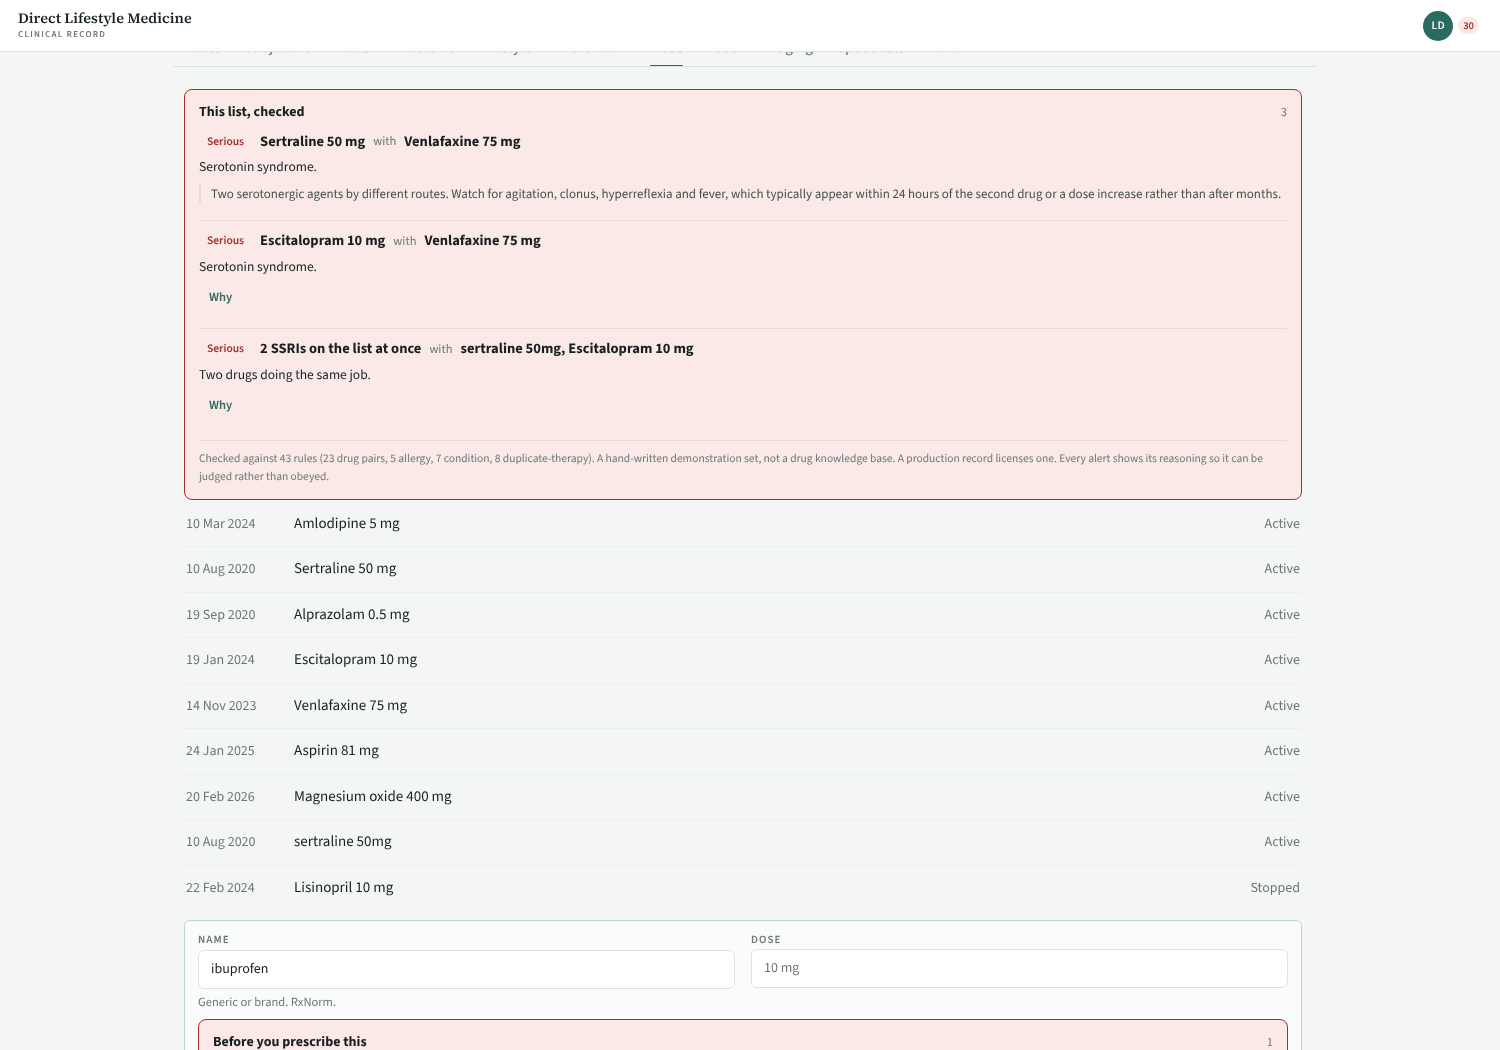 Direct Lifestyle Medicine
CLINICAL RECORD
LD
30
This list, checked
3
Serious Sertraline 50 mg with Venlafaxine 75 mg
Serotonin syndrome.
Two serotonergic agents by different routes. Watch for agitation, clonus, hyperreflexia and fever, which typically appear within 24 hours of the second drug or a dose increase rather than after months.
Serious Escitalopram 10 mg with Venlafaxine 75 mg
Serotonin syndrome.
Why
Serious 2 SSRIs on the list at once with sertraline 50mg, Escitalopram 10 mg
Two drugs doing the same job.
Why
Checked against 43 rules (23 drug pairs, 5 allergy, 7 condition, 8 duplicate-therapy). A hand-written demonstration set, not a drug knowledge base. A production record licenses one. Every alert shows its reasoning so it can be
judged rather than obeyed.
10 Mar 2024 Amlodipine 5 mg Active
10 Aug 2020 Sertraline 50 mg Active
19 Sep 2020 Alprazolam 0.5 mg Active
19 Jan 2024 Escitalopram 10 mg Active
14 Nov 2023 Venlafaxine 75 mg Active
24 Jan 2025 Aspirin 81 mg Active
20 Feb 2026 Magnesium oxide 400 mg Active
10 Aug 2020 sertraline 50mg Active
22 Feb 2024 Lisinopril 10 mg Stopped
NAME DOSE
ibuprofen 10 mg
Generic or brand. RxNorm.
Before you prescribe this 1